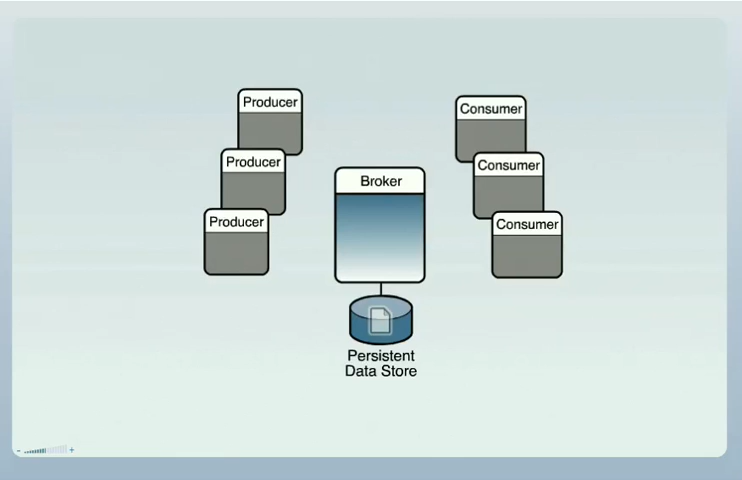 Producer
Producer
Producer
Broker
Consumer
Consumer
Consumer
Persistent
Data Store
- +